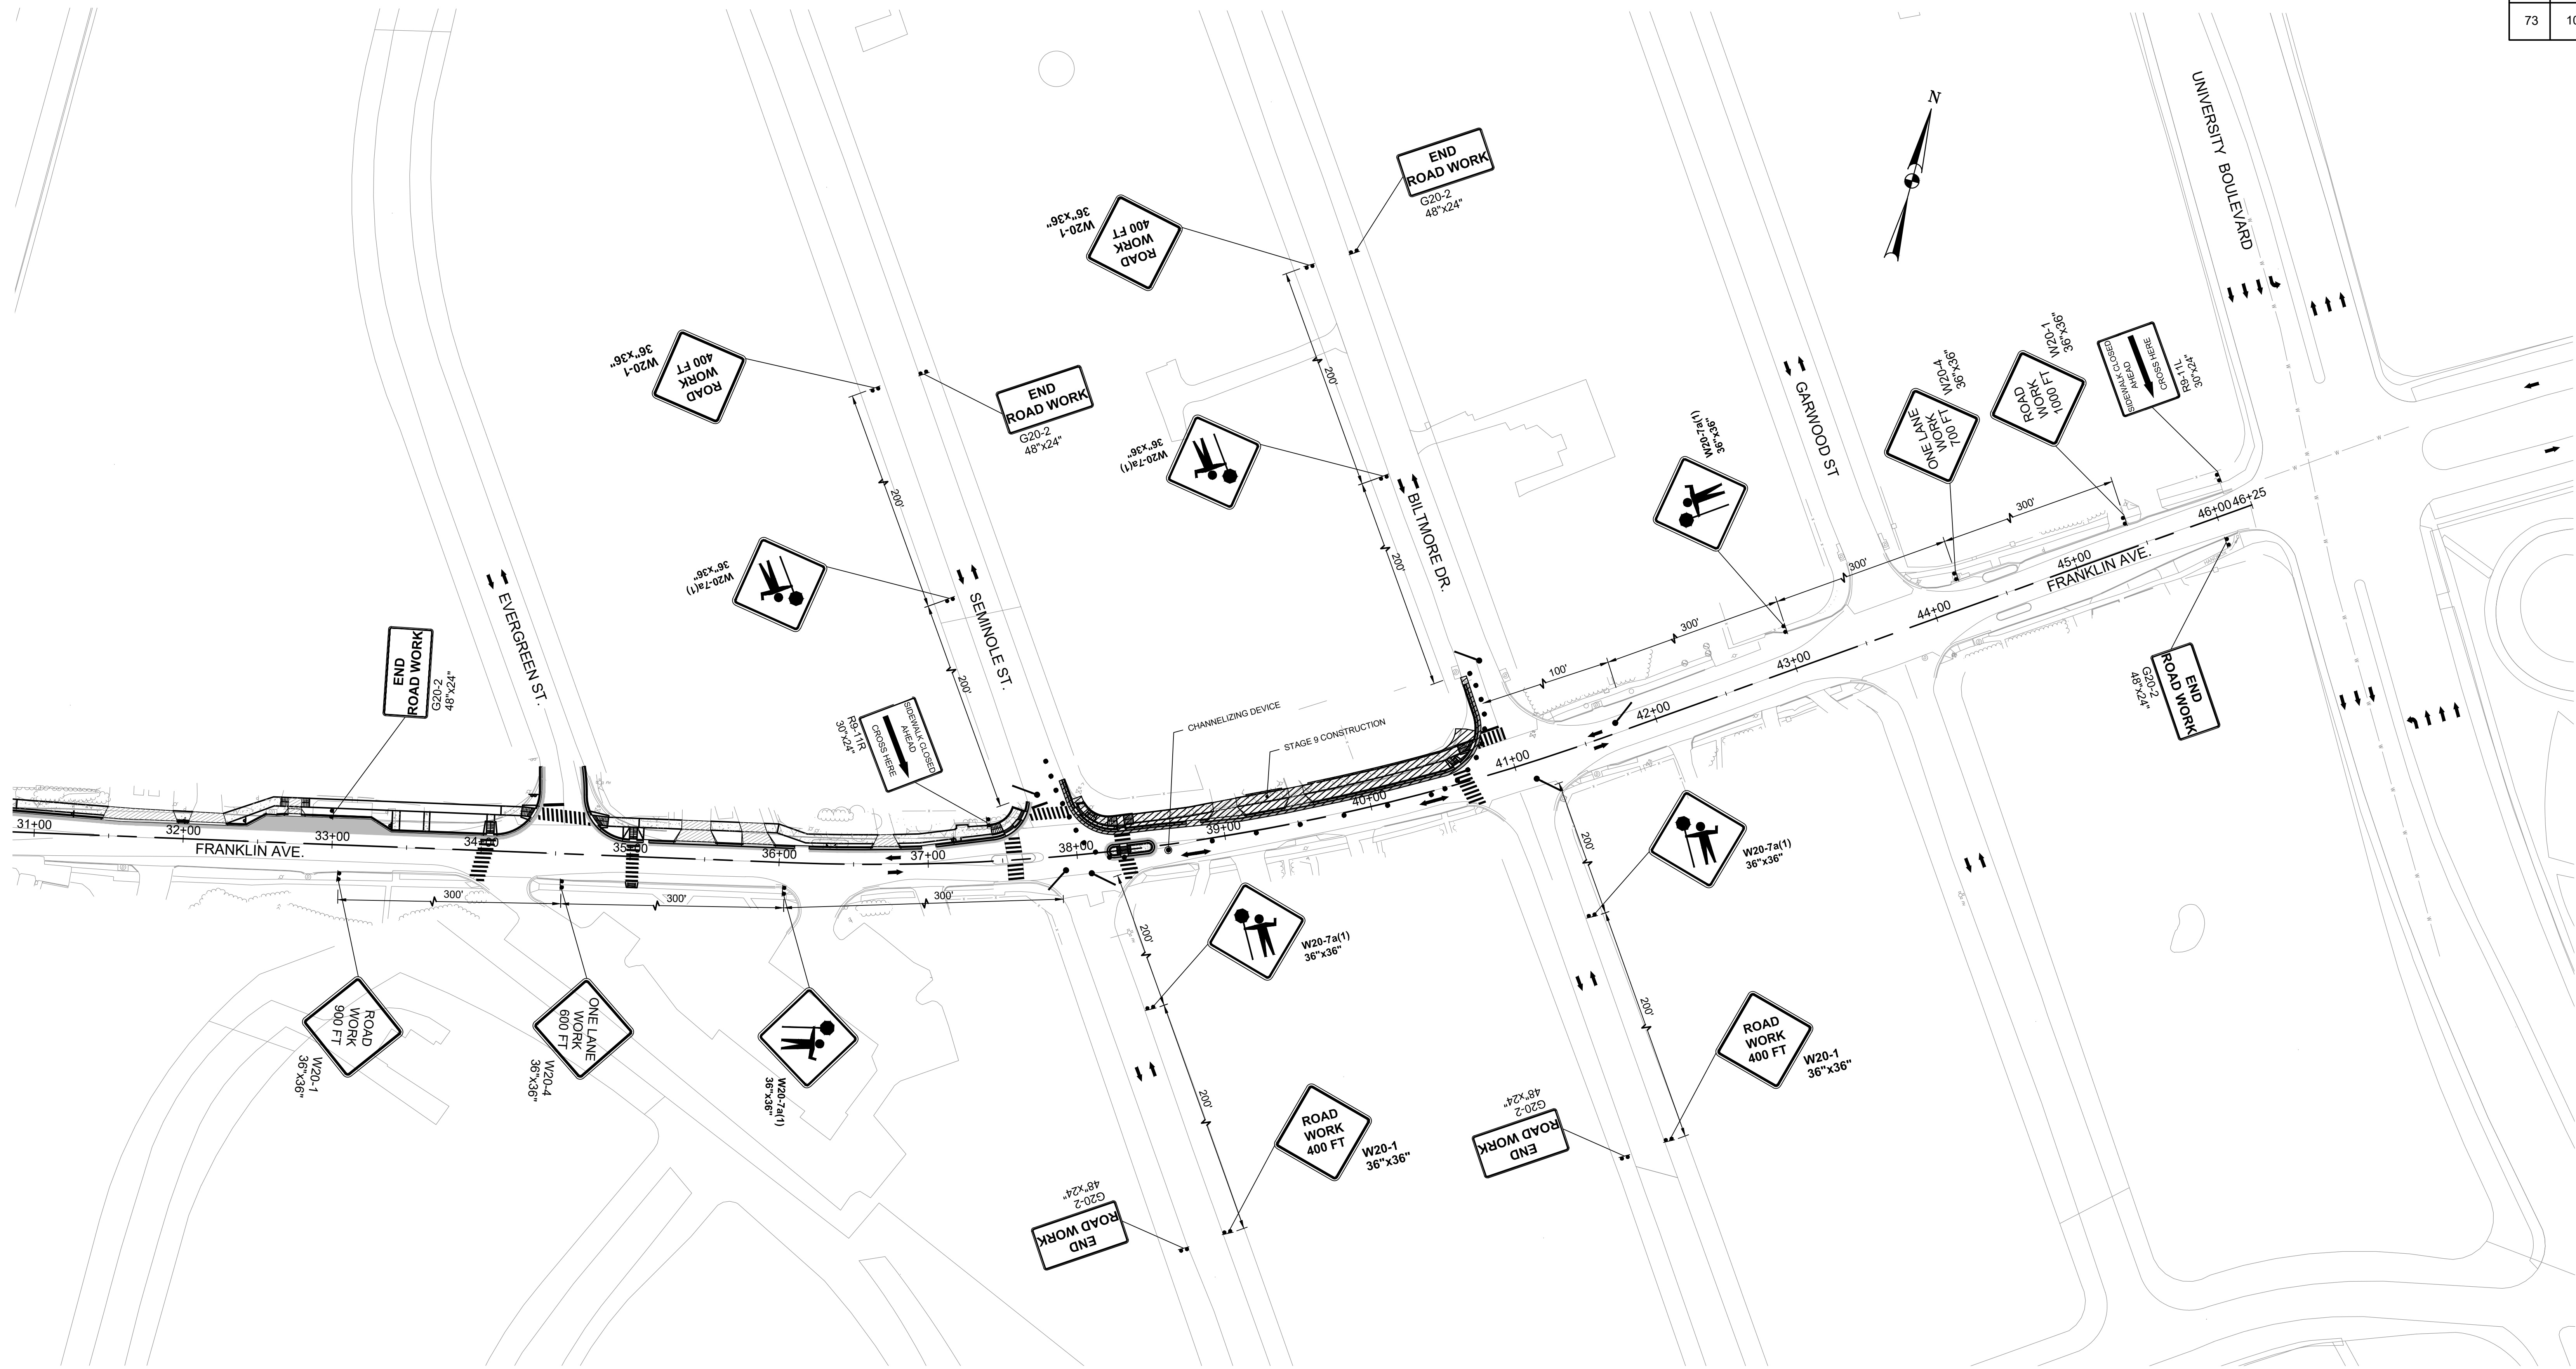 73
10
N
UNIVERSITY BOULEVARD
END
ROAD WORK
G20-2
48"x24"
W20-1
36"x36"
ROAD
WORK
400 FT
W20-1
36"x36"
ROAD
WORK
400 FT
END
ROAD WORK
G20-2
48"x24"
200'
200'
W20-7a(1)
36"x36"
W20-7a(1)
36"x36"
200'
200'
EVERGREEN ST.
SEMINOLE ST.
BILTMORE DR.
GARWOOD ST
W20-7a(1)
36"x36"
ONE LANE
WORK
700 FT
W20-4
36"x36"
ROAD
WORK
1000 FT
W20-1
36"x36"
SIDEWALK CLOSED
AHEAD
CROSS HERE
R9-11L
30"x24"
300'
300'
300'
100'
END
ROAD WORK
G20-2
48"x24"
SIDEWALK CLOSED
AHEAD
CROSS HERE
R9-11R
30"x24"
CHANNELIZING DEVICE
STAGE 9 CONSTRUCTION
31+00
32+00
33+00
34+00
35+00
36+00
37+00
38+00
39+00
40+00
41+00
42+00
43+00
44+00
45+00
46+00
46+25
FRANKLIN AVE.
FRANKLIN AVE.
END
ROAD WORK
G20-2
48"x24"
300'
300'
300'
ROAD
WORK
900 FT
W20-1
36"x36"
ONE LANE
WORK
600 FT
W20-4
36"x36"
W20-7a(1)
36"x36"
200'
200'
W20-7a(1)
36"x36"
ROAD
WORK
400 FT
W20-1
36"x36"
END
ROAD WORK
G20-2
48"x24"
200'
200'
W20-7a(1)
36"x36"
ROAD
WORK
400 FT
W20-1
36"x36"
END
ROAD WORK
G20-2
48"x24"